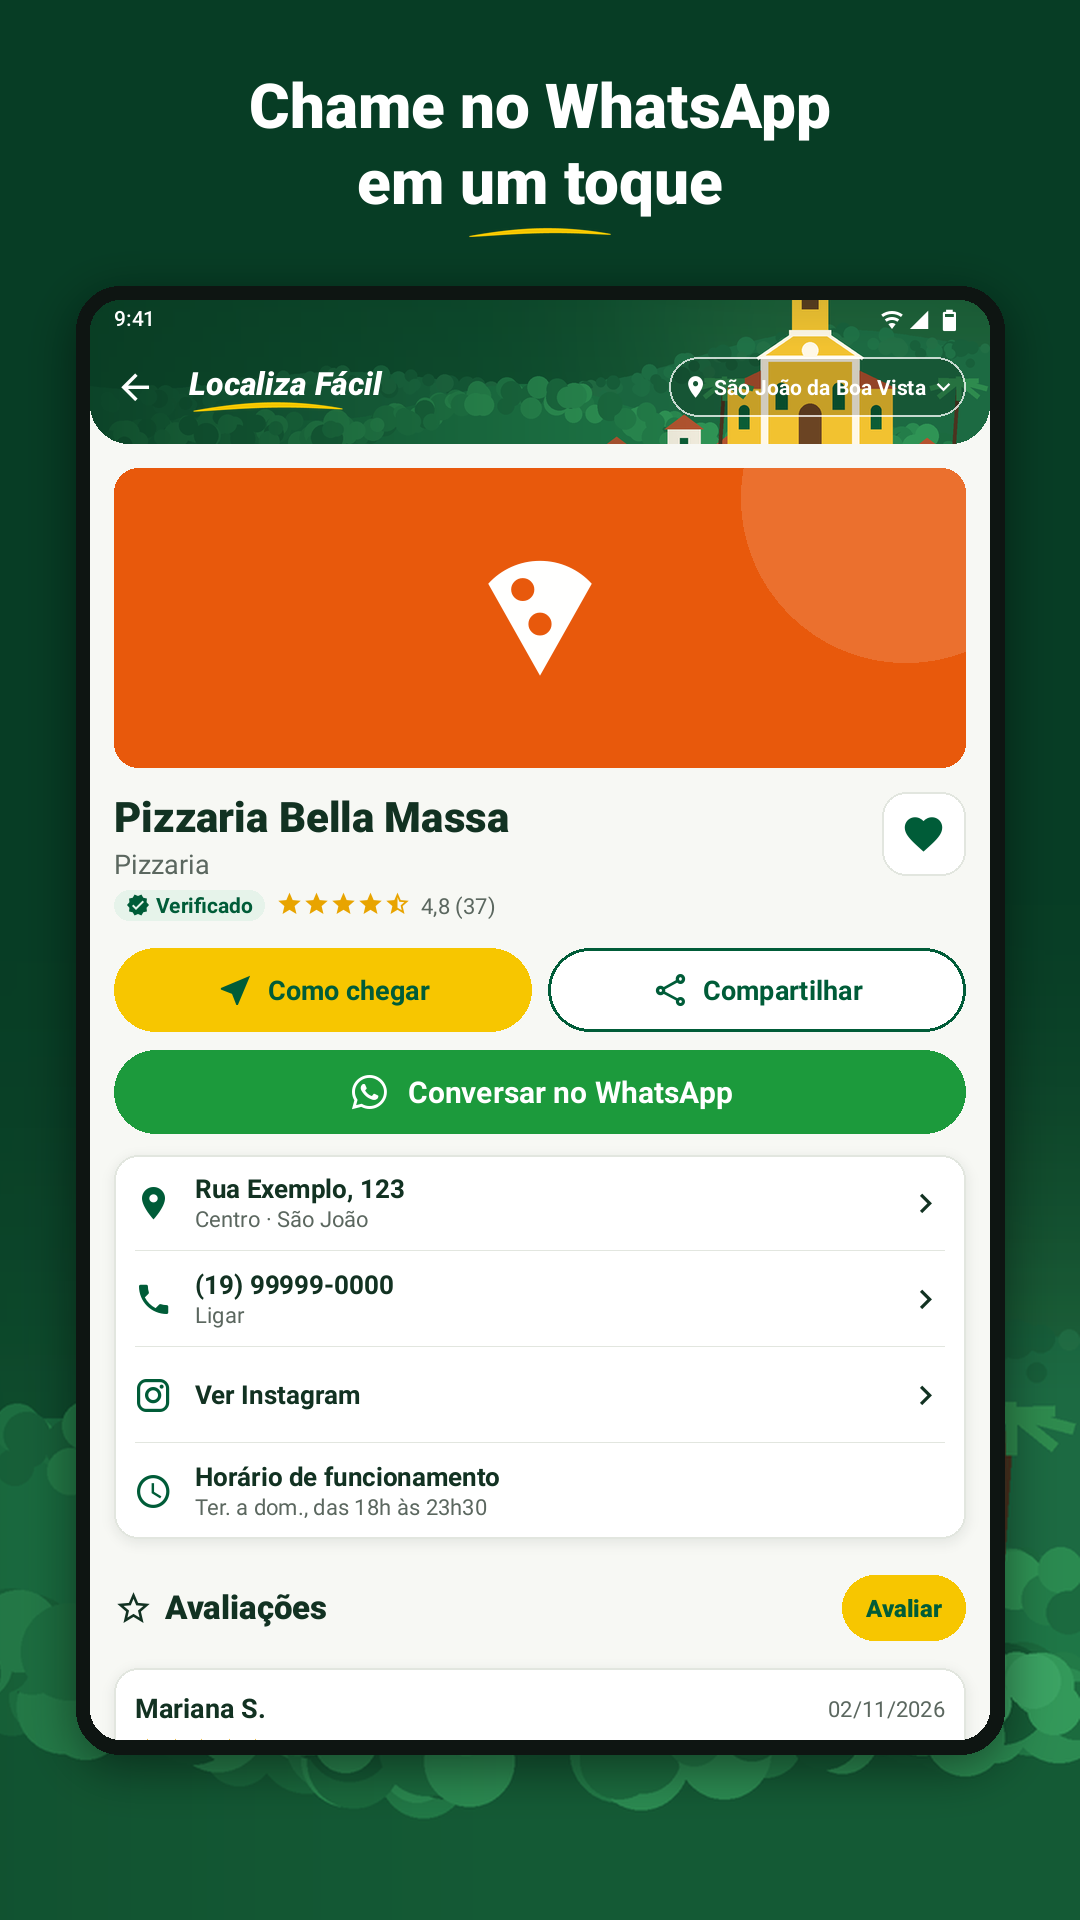 Chame no WhatsApp
em um toque
9:41
Localiza Fácil
São João da Boa Vista
Pizzaria Bella Massa
Pizzaria
Verificado
4,8 (37)
Como chegar
Compartilhar
Conversar no WhatsApp
Rua Exemplo, 123
Centro · São João
(19) 99999-0000
Ligar
Ver Instagram
Horário de funcionamento
Ter. a dom., das 18h às 23h30
Avaliações
Avaliar
Mariana S.
02/11/2026